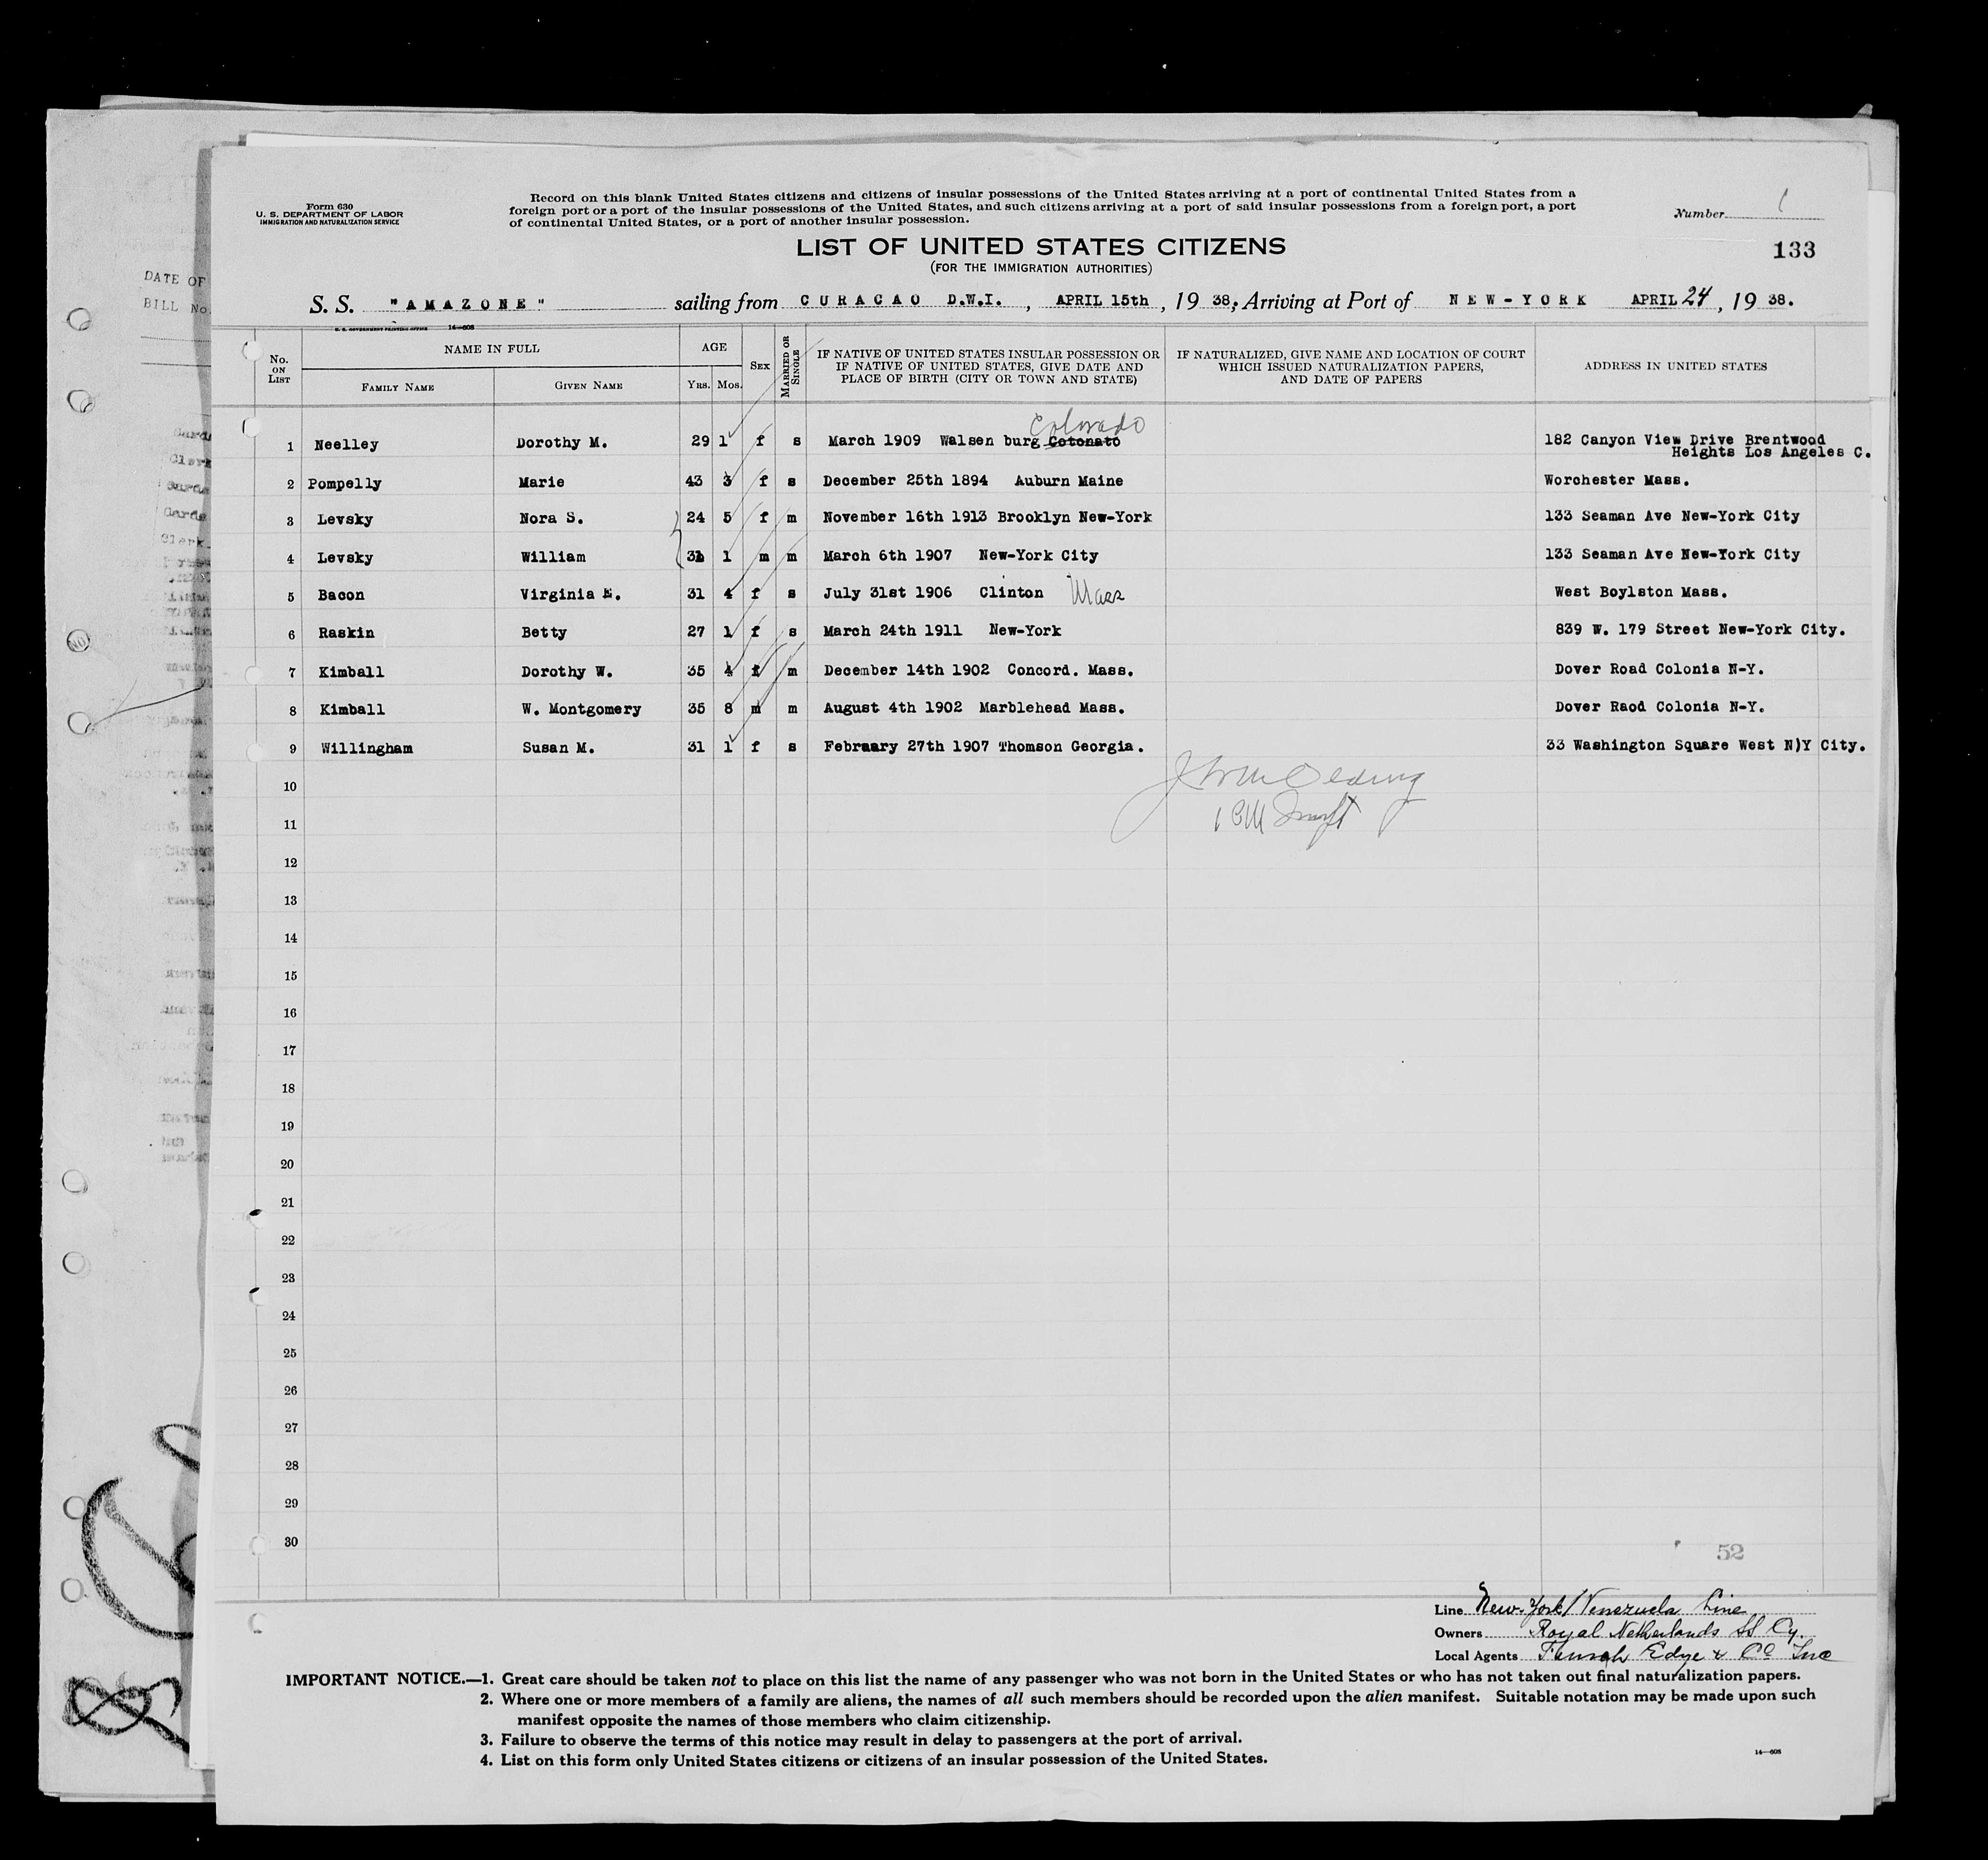 Form 630
U. S. DEPARTMENT OF LABOR
IMMIGRATION AND NATURALIZATION SERVICE
Record on this blank United States citizens and citizens of insular possessions of the United States arriving at a port of continental United States from a
foreign port or a port of the insular possessions of the United States, and such citizens arriving at a port of said insular possessions from a foreign port, a port
of continental United States, or a port of another insular possession.
Number 1
LIST OF UNITED STATES CITIZENS
133
(FOR THE IMMIGRATION AUTHORITIES)
DATE OF
BILL No.
S. S. "AMAZONE" sailing from CURACAO D.W.I., APRIL 15th, 19 38, Arriving at Port of NEW-YORK APRIL 24, 19 38.
U. S. GOVERNMENT PRINTING OFFICE 14—608
No. ON LIST
NAME IN FULL
FAMILY NAME
GIVEN NAME
AGE
YRS. MOS.
SEX
MARRIED OR SINGLE
IF NATIVE OF UNITED STATES INSULAR POSSESSION OR
IF NATIVE OF UNITED STATES, GIVE DATE AND
PLACE OF BIRTH (CITY OR TOWN AND STATE)
IF NATURALIZED, GIVE NAME AND LOCATION OF COURT
WHICH ISSUED NATURALIZATION PAPERS,
AND DATE OF PAPERS
ADDRESS IN UNITED STATES
Colorado
1 Neelley Dorothy M. 29 1 f s March 1909 Walsen burg Cotonato 182 Canyon View Drive Brentwood
Heights Los Angeles C.
2 Pompelly Marie 43 3 f s December 25th 1894 Auburn Maine Worchester Mass.
3 Levsky Nora S. 24 5 f m November 16th 1913 Brooklyn New-York 133 Seaman Ave New-York City
4 Levsky William 31 1 m m March 6th 1907 New-York City 133 Seaman Ave New-York City
5 Bacon Virginia E. 31 4 f s July 31st 1906 Clinton Mass West Boylston Mass.
6 Raskin Betty 27 1 f s March 24th 1911 New-York 839 W. 179 Street New-York City.
7 Kimball Dorothy W. 35 4 f m December 14th 1902 Concord. Mass. Dover Road Colonia N-Y.
8 Kimball W. Montgomery 35 8 m m August 4th 1902 Marblehead Mass. Dover Raod Colonia N-Y.
9 Willingham Susan M. 31 1 f s Febraary 27th 1907 Thomson Georgia. 33 Washington Square West N)Y City.
10
11
12
13
14
15
16
17
18
19
20
21
22
23
24
25
26
27
28
29
30
52
Line New-York/Venezuela Line
Owners Royal Netherlands SS Cy.
Local Agents Edye & Co Inc
IMPORTANT NOTICE.—1. Great care should be taken not to place on this list the name of any passenger who was not born in the United States or who has not taken out final naturalization papers.
2. Where one or more members of a family are aliens, the names of all such members should be recorded upon the alien manifest. Suitable notation may be made upon such
manifest opposite the names of those members who claim citizenship.
3. Failure to observe the terms of this notice may result in delay to passengers at the port of arrival.
4. List on this form only United States citizens or citizens of an insular possession of the United States.
14—608